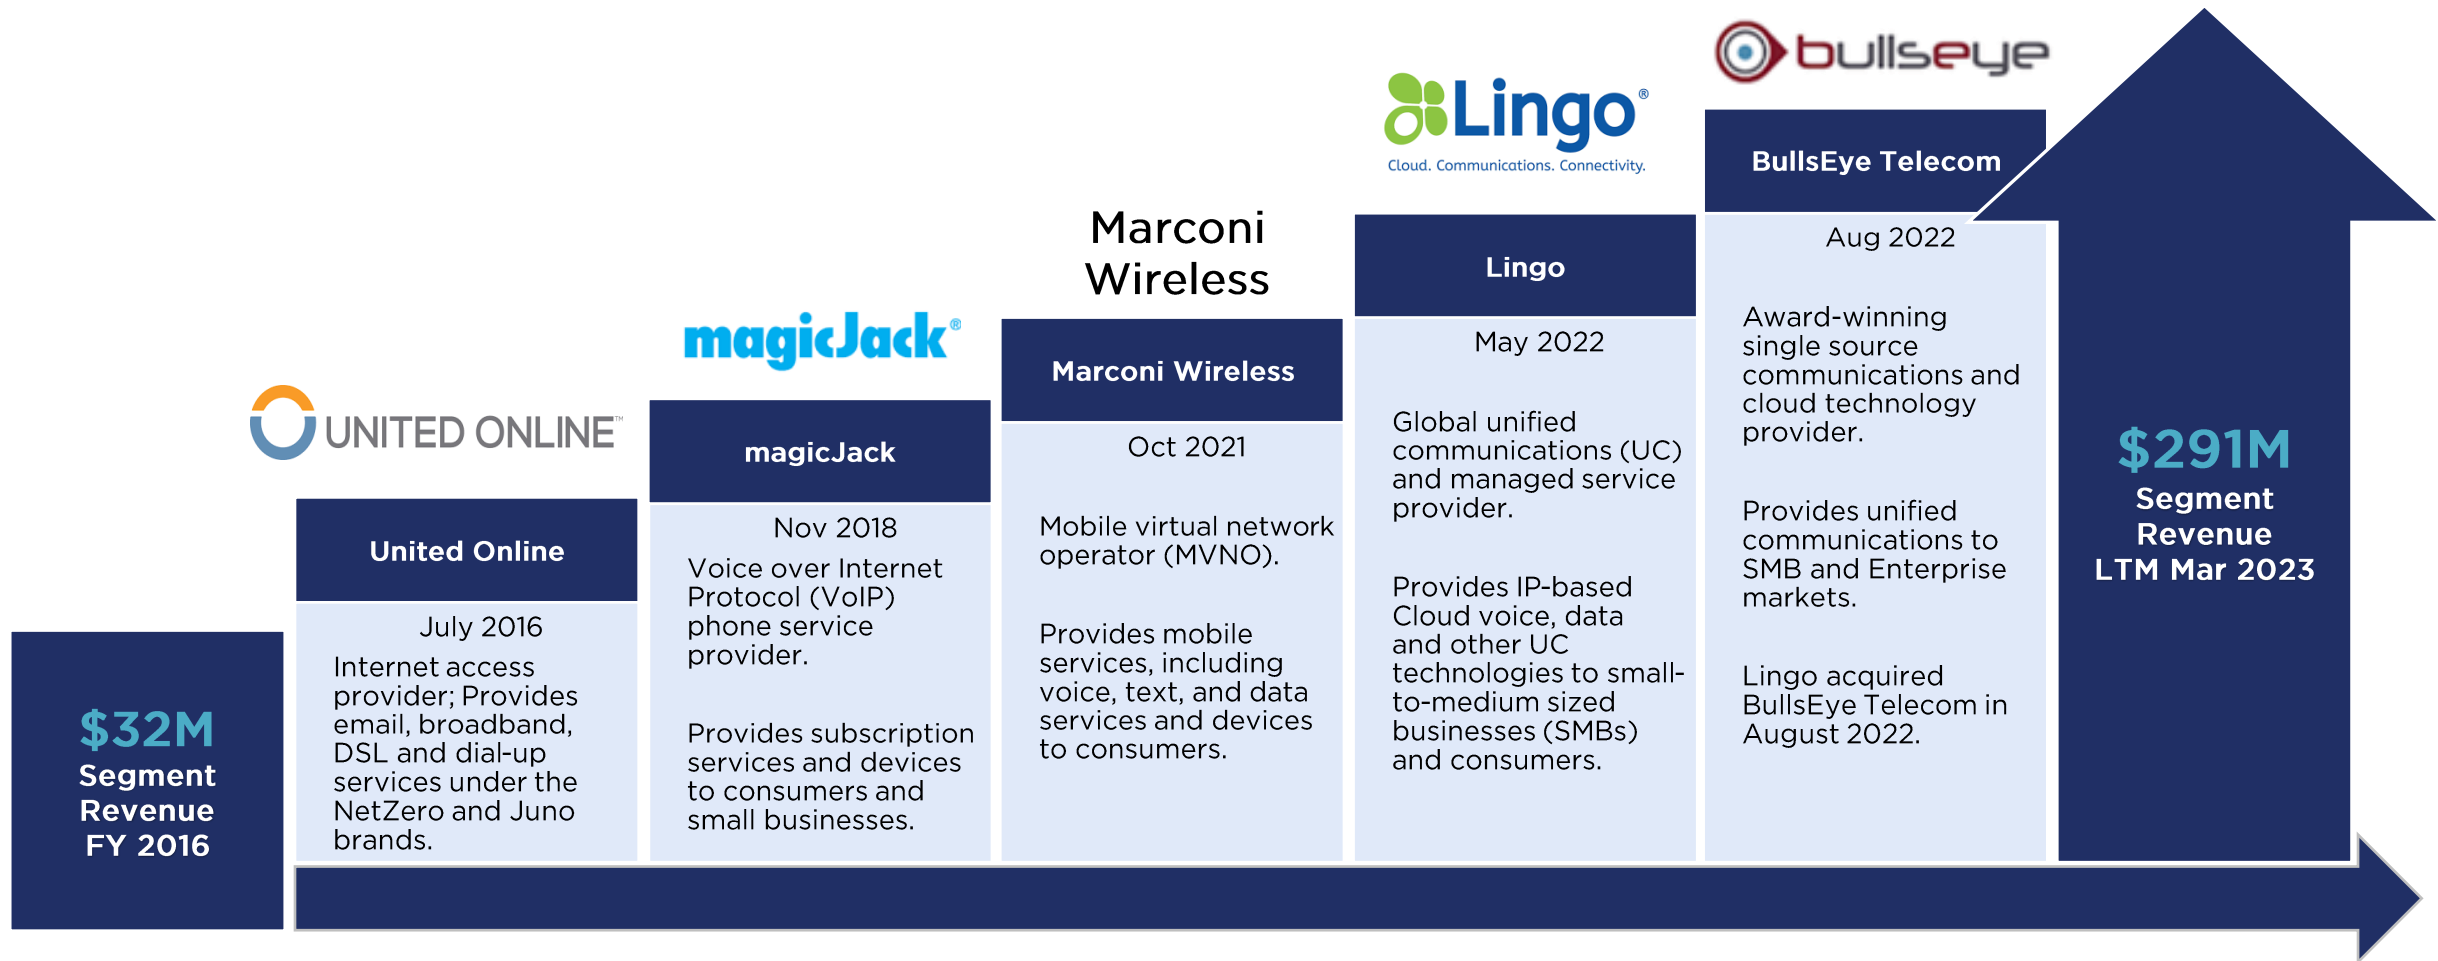 $32M
Segment
Revenue
FY 2016
UNITED ONLINE™
United Online
July 2016
Internet access
provider; Provides
email, broadband,
DSL and dial-up
services under the
NetZero and Juno
brands.
magicJack®
magicJack
Nov 2018
Voice over Internet
Protocol (VoIP)
phone service
provider.
Provides subscription
services and devices
to consumers and
small businesses.
Marconi
Wireless
Marconi Wireless
Oct 2021
Mobile virtual network
operator (MVNO).
Provides mobile
services, including
voice, text, and data
services and devices
to consumers.
Lingo®
Cloud. Communications. Connectivity.
Lingo
May 2022
Global unified
communications (UC)
and managed service
provider.
Provides IP-based
Cloud voice, data
and other UC
technologies to small-
to-medium sized
businesses (SMBs)
and consumers.
bullseye
BullsEye Telecom
Aug 2022
Award-winning
single source
communications and
cloud technology
provider.
Provides unified
communications to
SMB and Enterprise
markets.
Lingo acquired
BullsEye Telecom in
August 2022.
$291M
Segment
Revenue
LTM Mar 2023